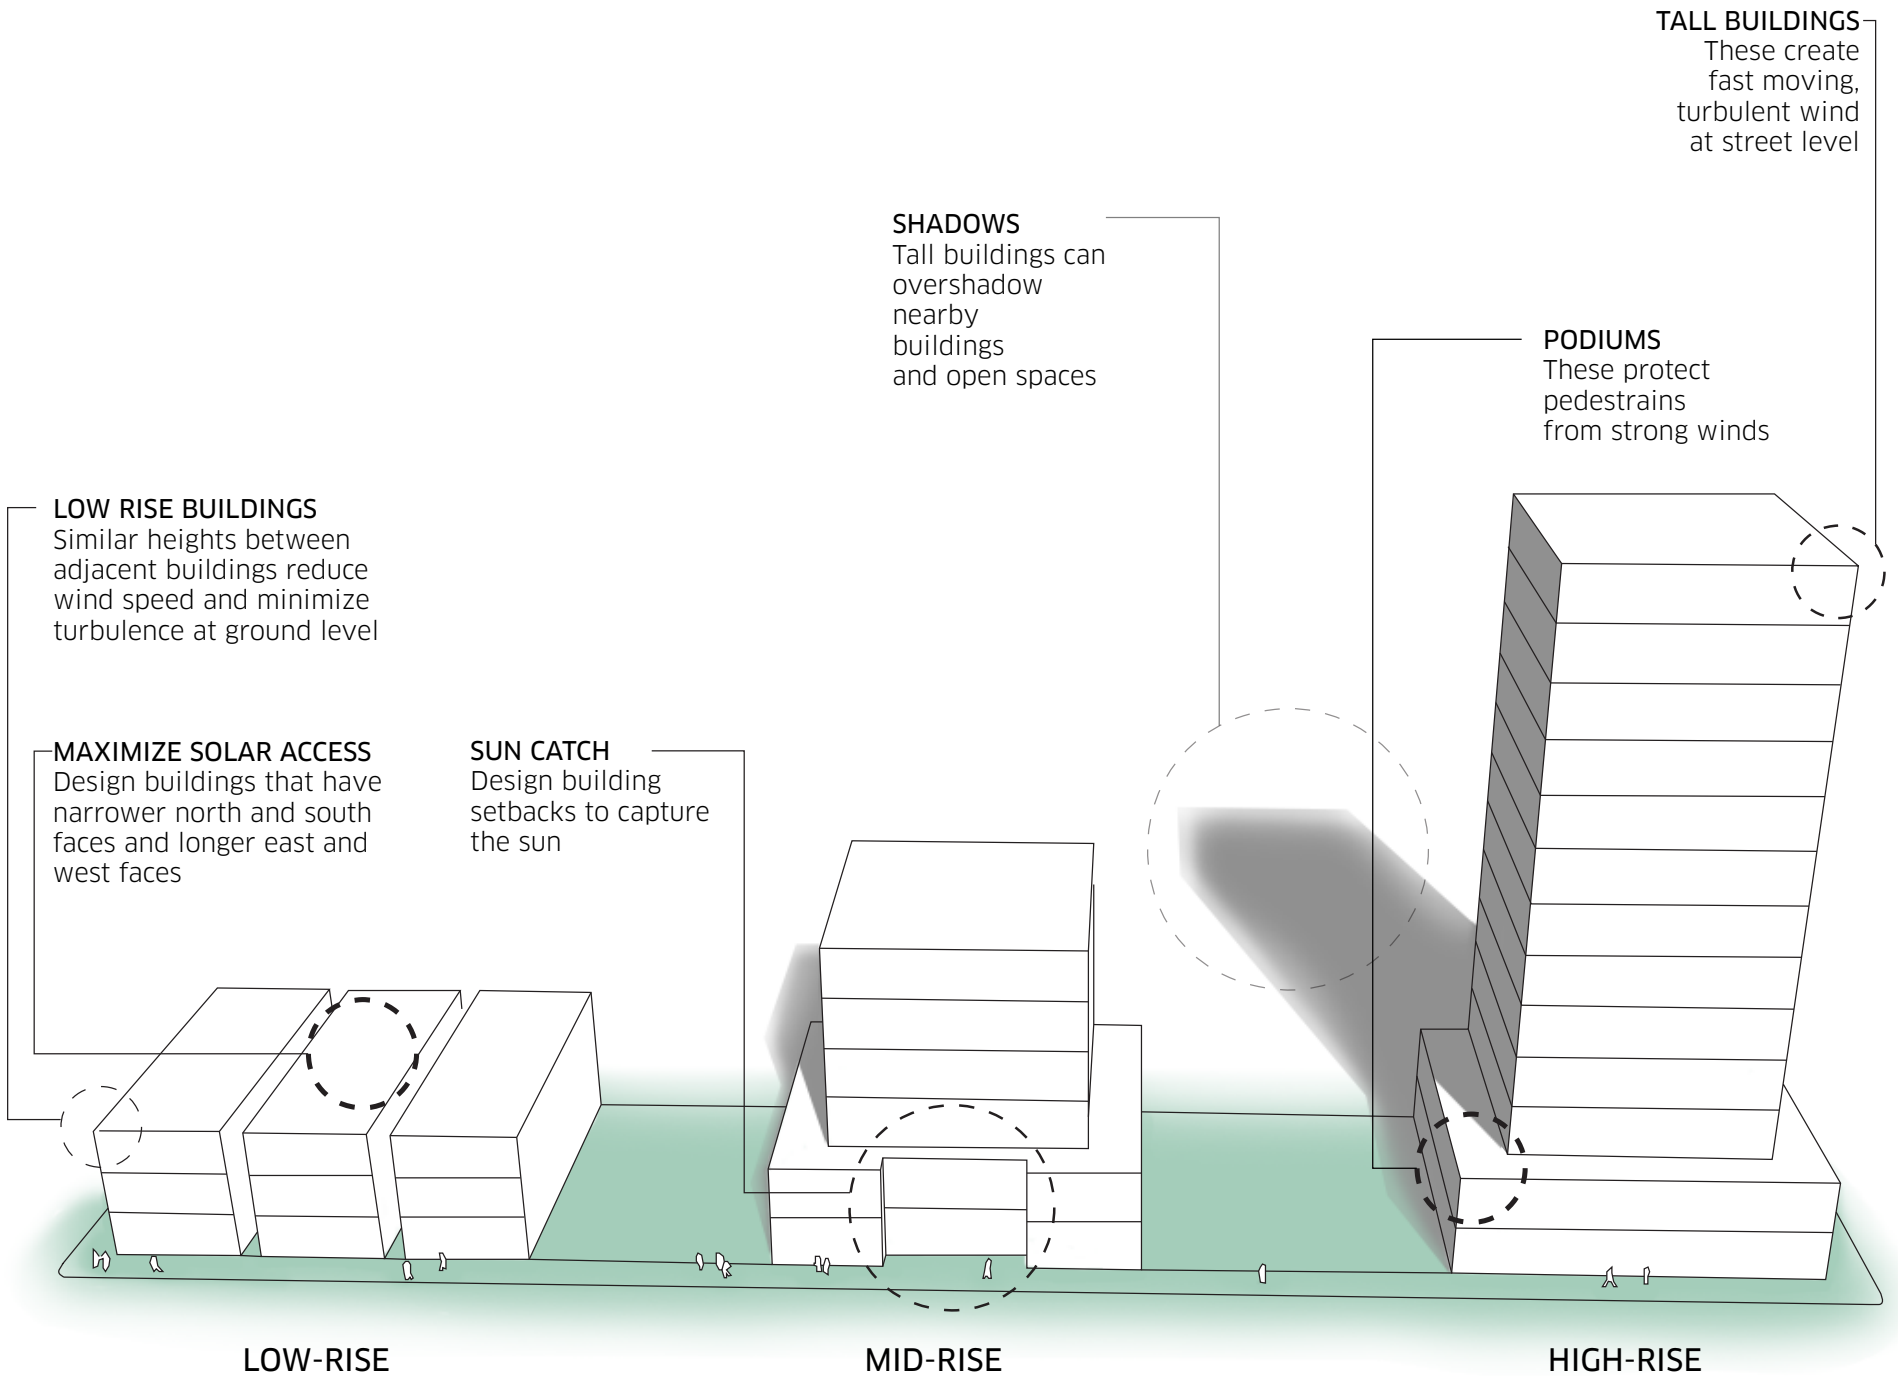 TALL BUILDINGS
These create
fast moving,
turbulent wind
at street level
SHADOWS
Tall buildings can
overshadow
nearby
buildings
and open spaces
PODIUMS
These protect
pedestrains
from strong winds
LOW RISE BUILDINGS
Similar heights between
adjacent buildings reduce
wind speed and minimize
turbulence at ground level
MAXIMIZE SOLAR ACCESS
Design buildings that have
narrower north and south
faces and longer east and
west faces
SUN CATCH
Design building
setbacks to capture
the sun
LOW-RISE
MID-RISE
HIGH-RISE